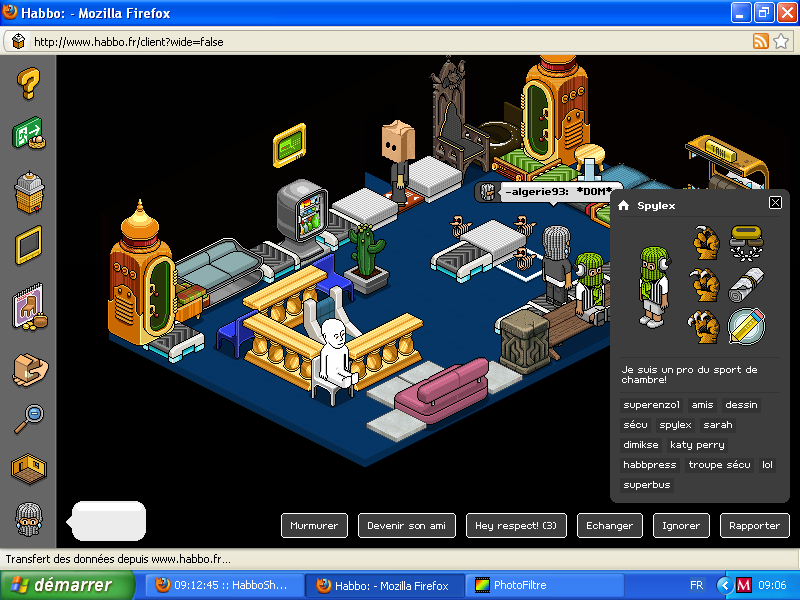 Habbo: - Mozilla Firefox
http://www.habbo.fr/client?wide=false
-algerie93: *DOM*
Spylex
Je suis un pro du sport de
chambre!
superenzo1 amis dessin
sécu spylex sarah
dimikse katy perry
habbpress troupe sécu lol
superbus
Murmurer Devenir son ami Hey respect! (3) Echanger Ignorer Rapporter
Transfert des données depuis www.habbo.fr...
démarrer 09:12:45 :: HabboSh... Habbo: - Mozilla Firefox PhotoFiltre FR 09:06